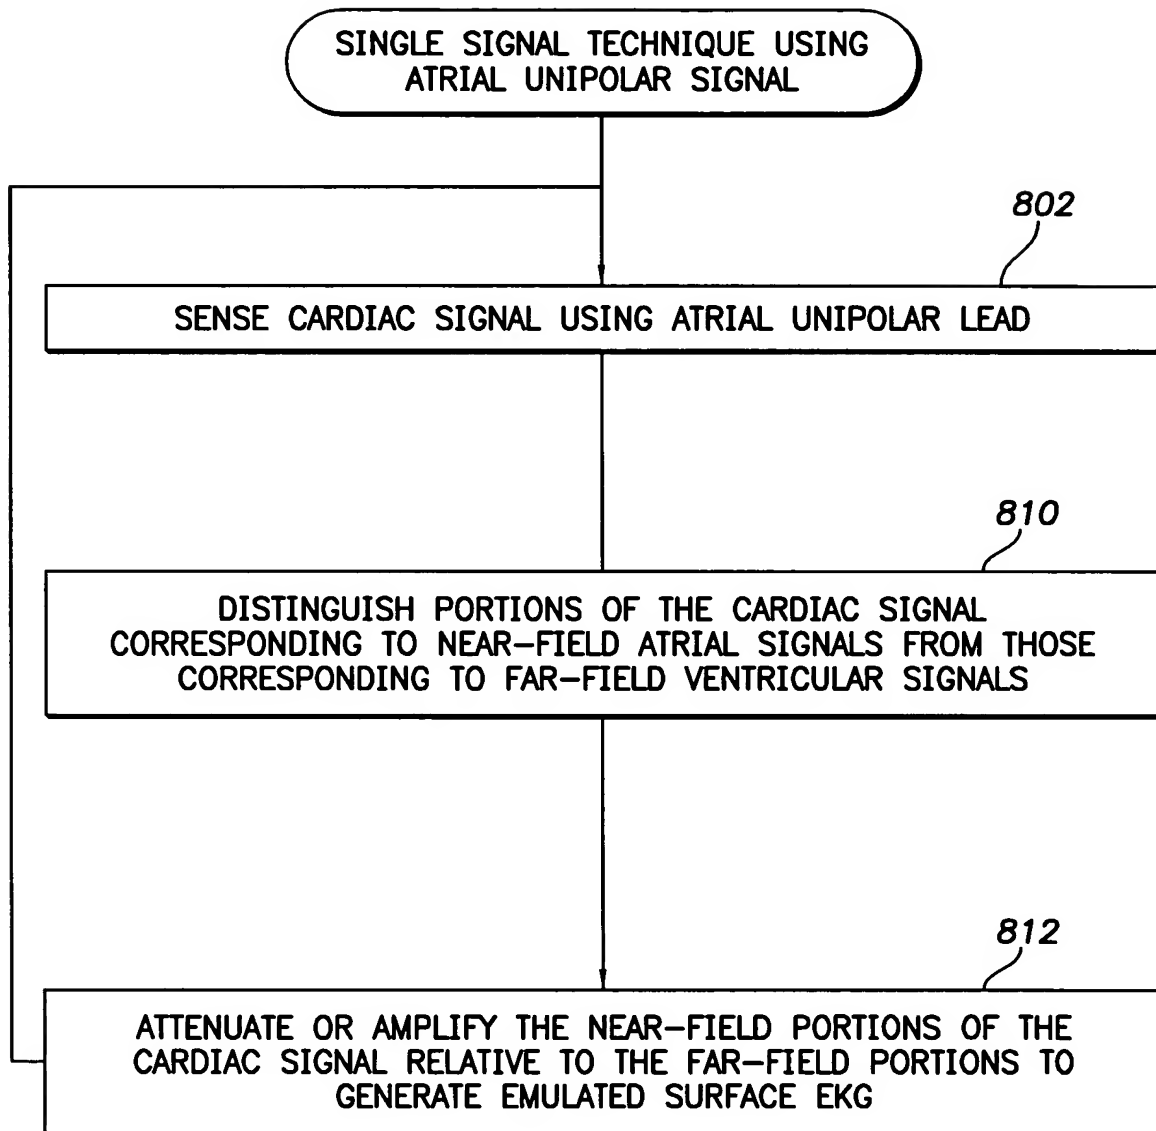 SINGLE SIGNAL TECHNIQUE USING
ATRIAL UNIPOLAR SIGNAL
802
SENSE CARDIAC SIGNAL USING ATRIAL UNIPOLAR LEAD
810
DISTINGUISH PORTIONS OF THE CARDIAC SIGNAL
CORRESPONDING TO NEAR-FIELD ATRIAL SIGNALS FROM THOSE
CORRESPONDING TO FAR-FIELD VENTRICULAR SIGNALS
812
ATTENUATE OR AMPLIFY THE NEAR-FIELD PORTIONS OF THE
CARDIAC SIGNAL RELATIVE TO THE FAR-FIELD PORTIONS TO
GENERATE EMULATED SURFACE EKG